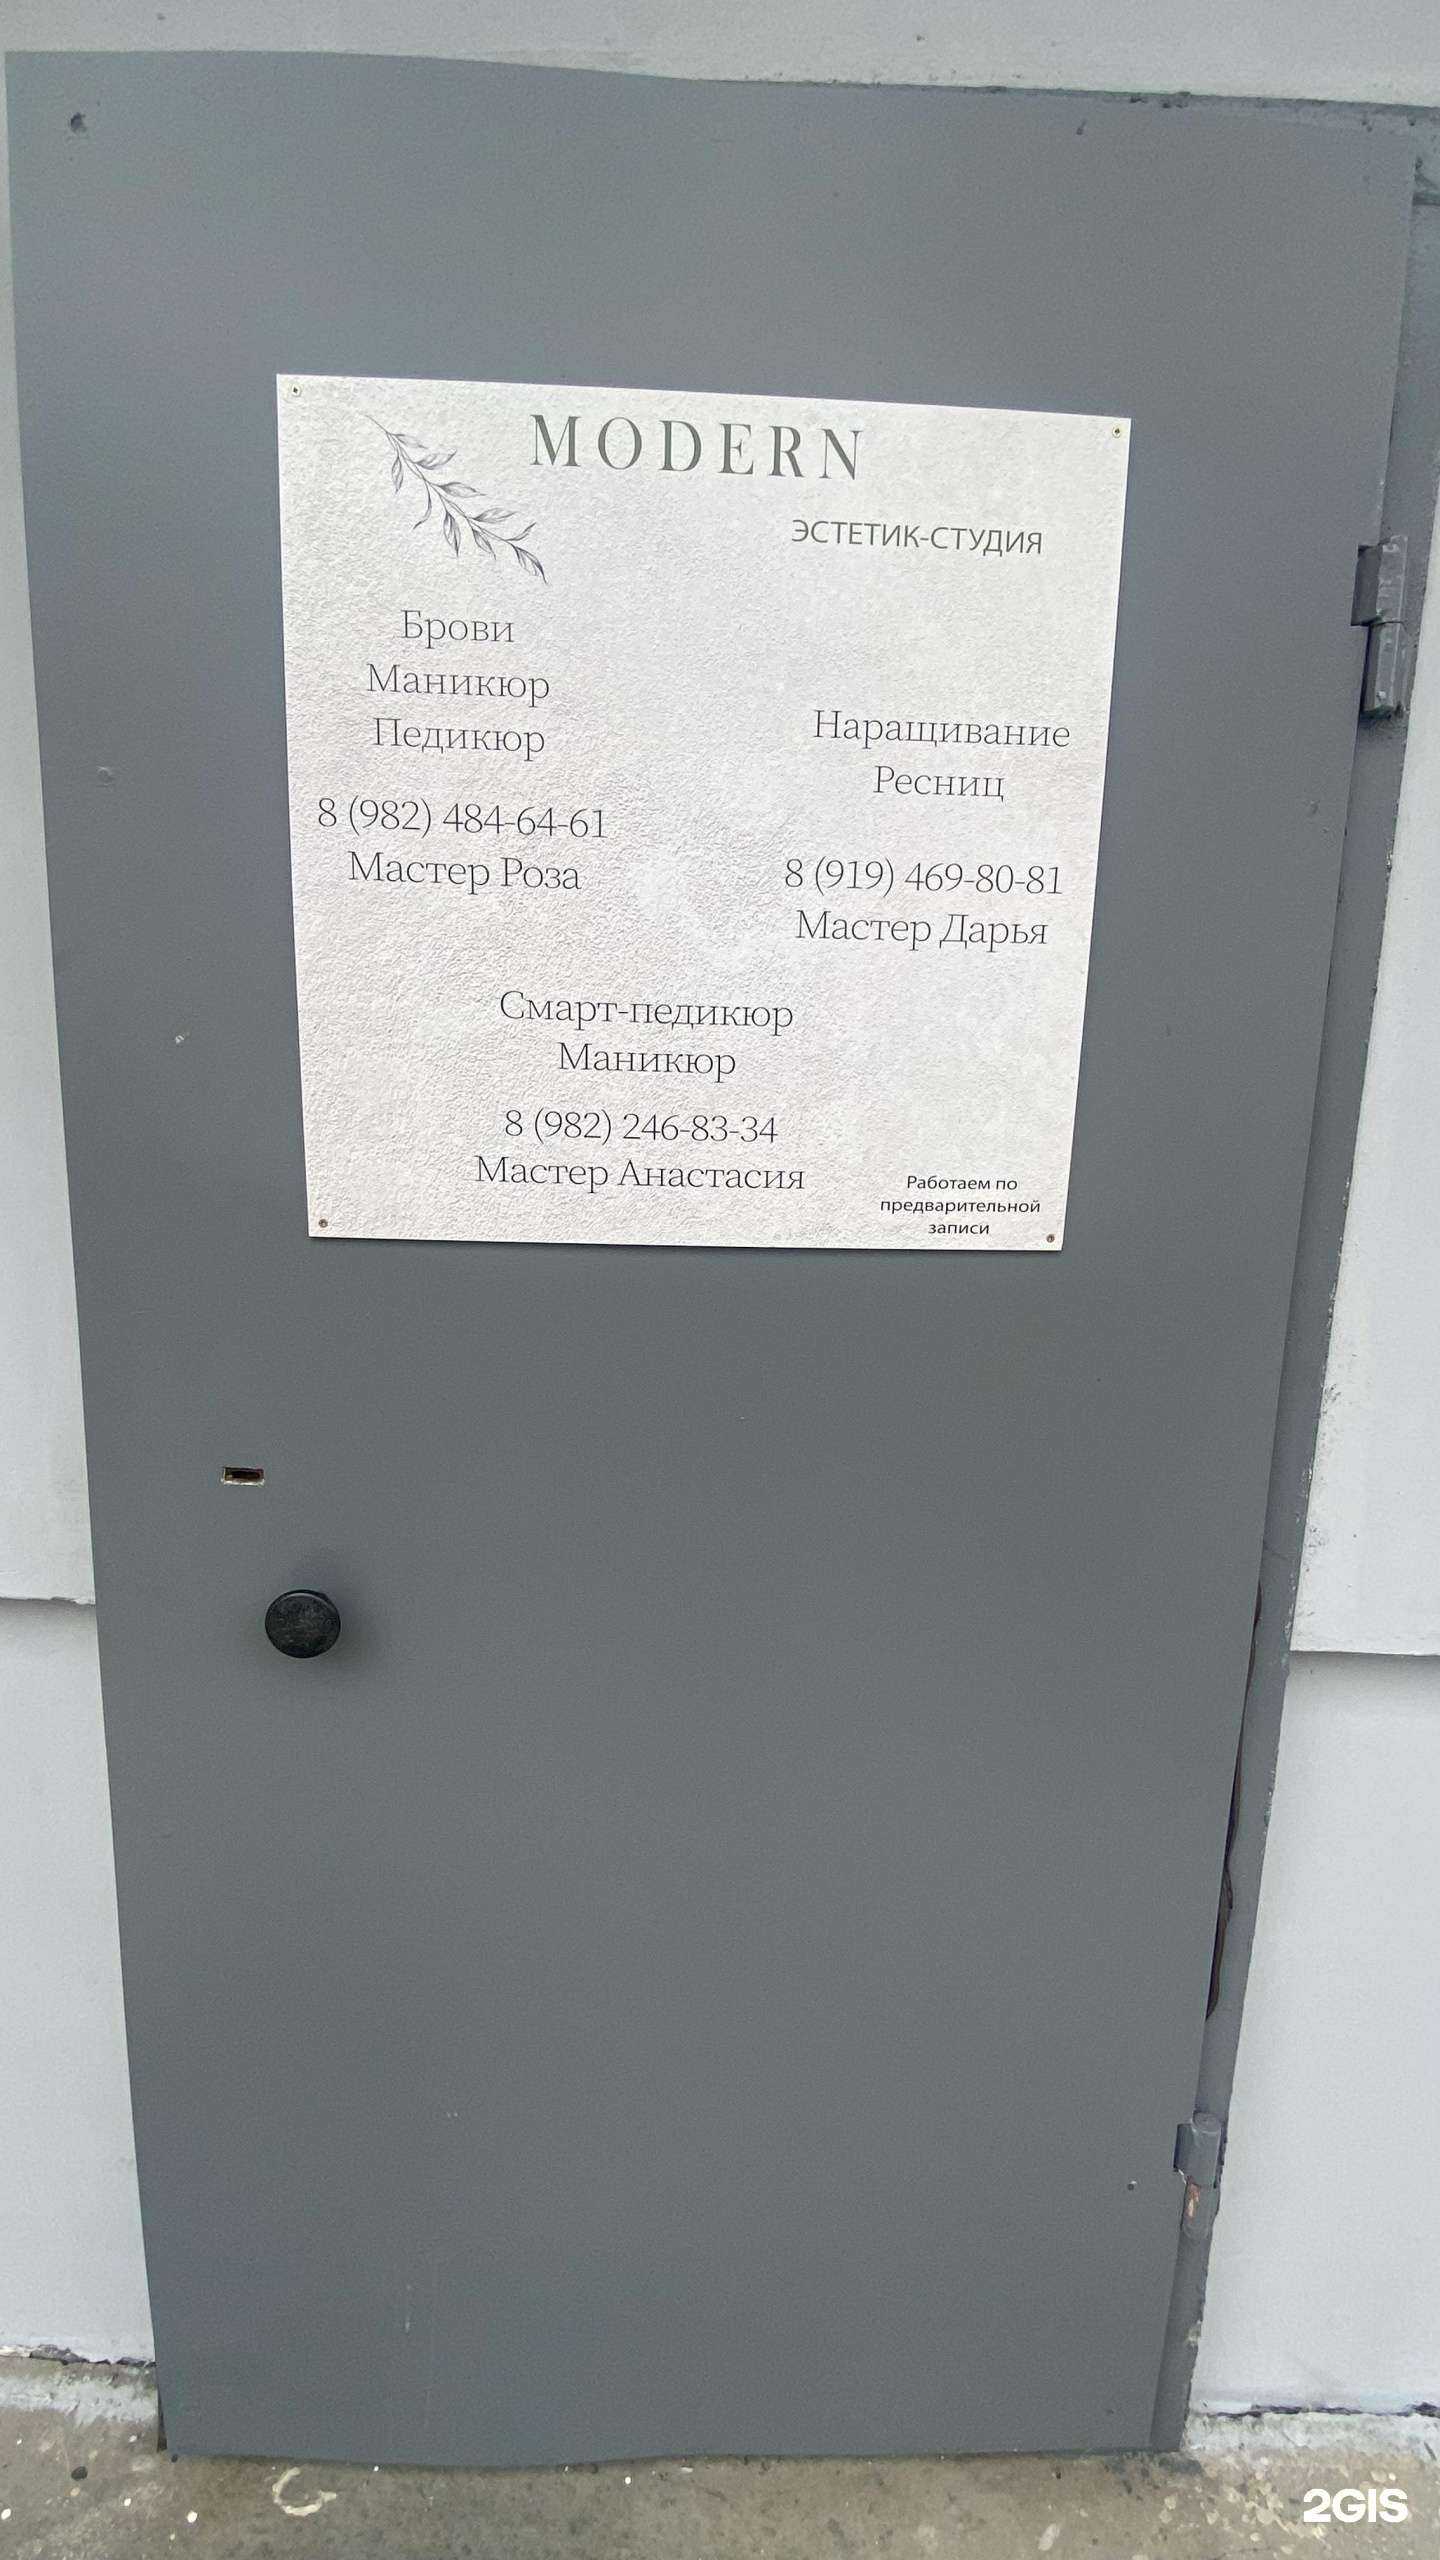 MODERN
ЭСТЕТИК-СТУДИЯ
Брови
Маникюр
Педикюр
8 (982) 484-64-61
Мастер Роза
Наращивание
Ресниц
8 (919) 469-80-81
Мастер Дарья
Смарт-педикюр
Маникюр
8 (982) 246-83-34
Мастер Анастасия
Работаем по
предварительной
записи
2GIS